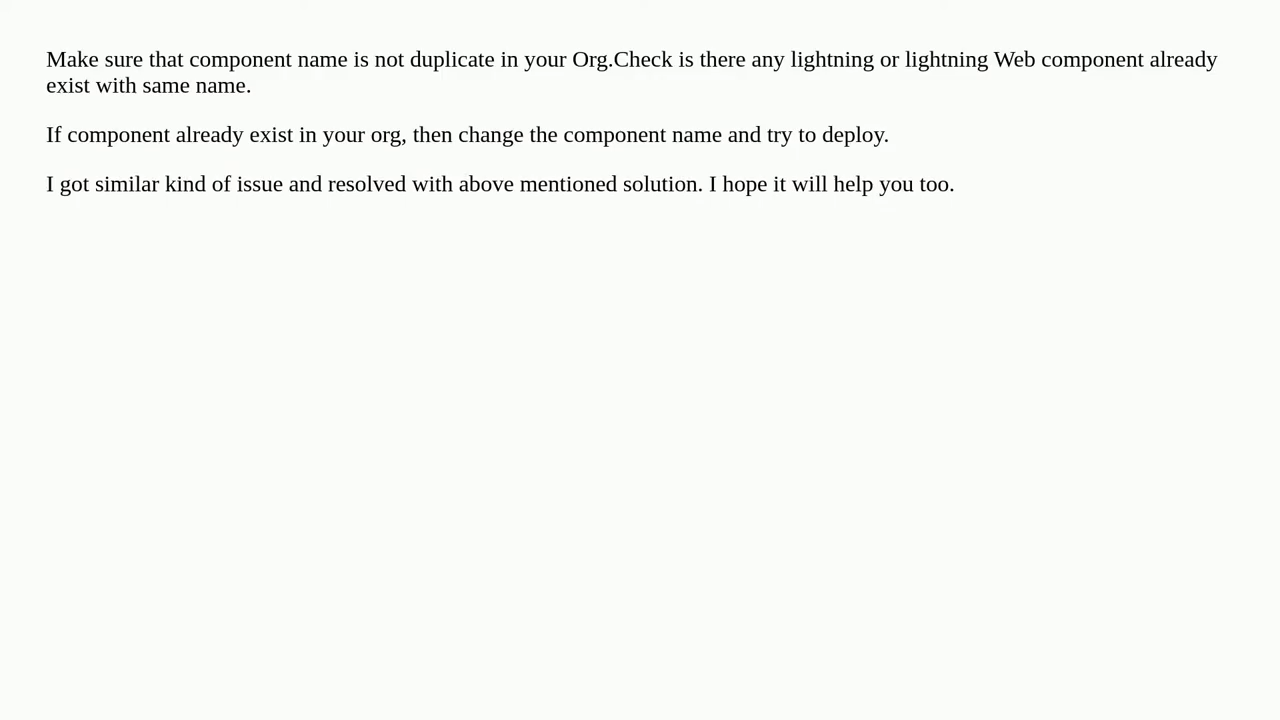 Make sure that component name is not duplicate in your Org.Check is there any lightning or lightning Web component already
exist with same name.
If component already exist in your org, then change the component name and try to deploy.
I got similar kind of issue and resolved with above mentioned solution. I hope it will help you too.